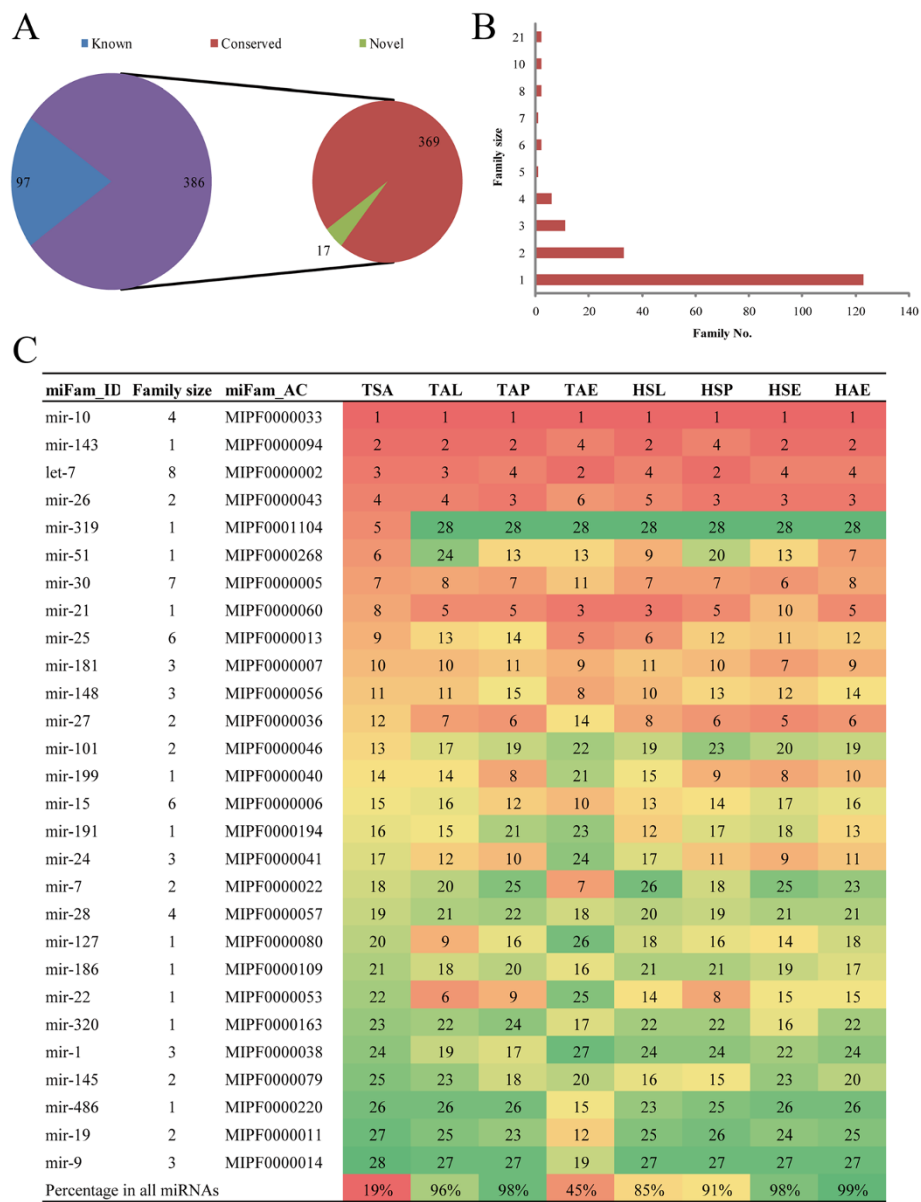 A
Known Conserved Novel
97
386
369
17
B
Family size
21
10
8
7
6
5
4
3
2
1
0 20 40 60 80 100 120 140
Family No.
C
miFam_ID Family size miFam_AC TSA TAL TAP TAE HSL HSP HSE HAE
mir-10 4 MIPF0000033 1 1 1 1 1 1 1 1
mir-143 1 MIPF0000094 2 2 2 4 2 4 2 2
let-7 8 MIPF0000002 3 3 4 2 4 2 4 4
mir-26 2 MIPF0000043 4 4 3 6 5 3 3 3
mir-319 1 MIPF0001104 5 28 28 28 28 28 28 28
mir-51 1 MIPF0000268 6 24 13 13 9 20 13 7
mir-30 7 MIPF0000005 7 8 7 11 7 7 6 8
mir-21 1 MIPF0000060 8 5 5 3 3 5 10 5
mir-25 6 MIPF0000013 9 13 14 5 6 12 11 12
mir-181 3 MIPF0000007 10 10 11 9 11 10 7 9
mir-148 3 MIPF0000056 11 11 15 8 10 13 12 14
mir-27 2 MIPF0000036 12 7 6 14 8 6 5 6
mir-101 2 MIPF0000046 13 17 19 22 19 23 20 19
mir-199 1 MIPF0000040 14 14 8 21 15 9 8 10
mir-15 6 MIPF0000006 15 16 12 10 13 14 17 16
mir-191 1 MIPF0000194 16 15 21 23 12 17 18 13
mir-24 3 MIPF0000041 17 12 10 24 17 11 9 11
mir-7 2 MIPF0000022 18 20 25 7 26 18 25 23
mir-28 4 MIPF0000057 19 21 22 18 20 19 21 21
mir-127 1 MIPF0000080 20 9 16 26 18 16 14 18
mir-186 1 MIPF0000109 21 18 20 16 21 21 19 17
mir-22 1 MIPF0000053 22 6 9 25 14 8 15 15
mir-320 1 MIPF0000163 23 22 24 17 22 22 16 22
mir-1 3 MIPF0000038 24 19 17 27 24 24 22 24
mir-145 2 MIPF0000079 25 23 18 20 16 15 23 20
mir-486 1 MIPF0000220 26 26 26 15 23 25 26 26
mir-19 2 MIPF0000011 27 25 23 12 25 26 24 25
mir-9 3 MIPF0000014 28 27 27 19 27 27 27 27
Percentage in all miRNAs 19% 96% 98% 45% 85% 91% 98% 99%